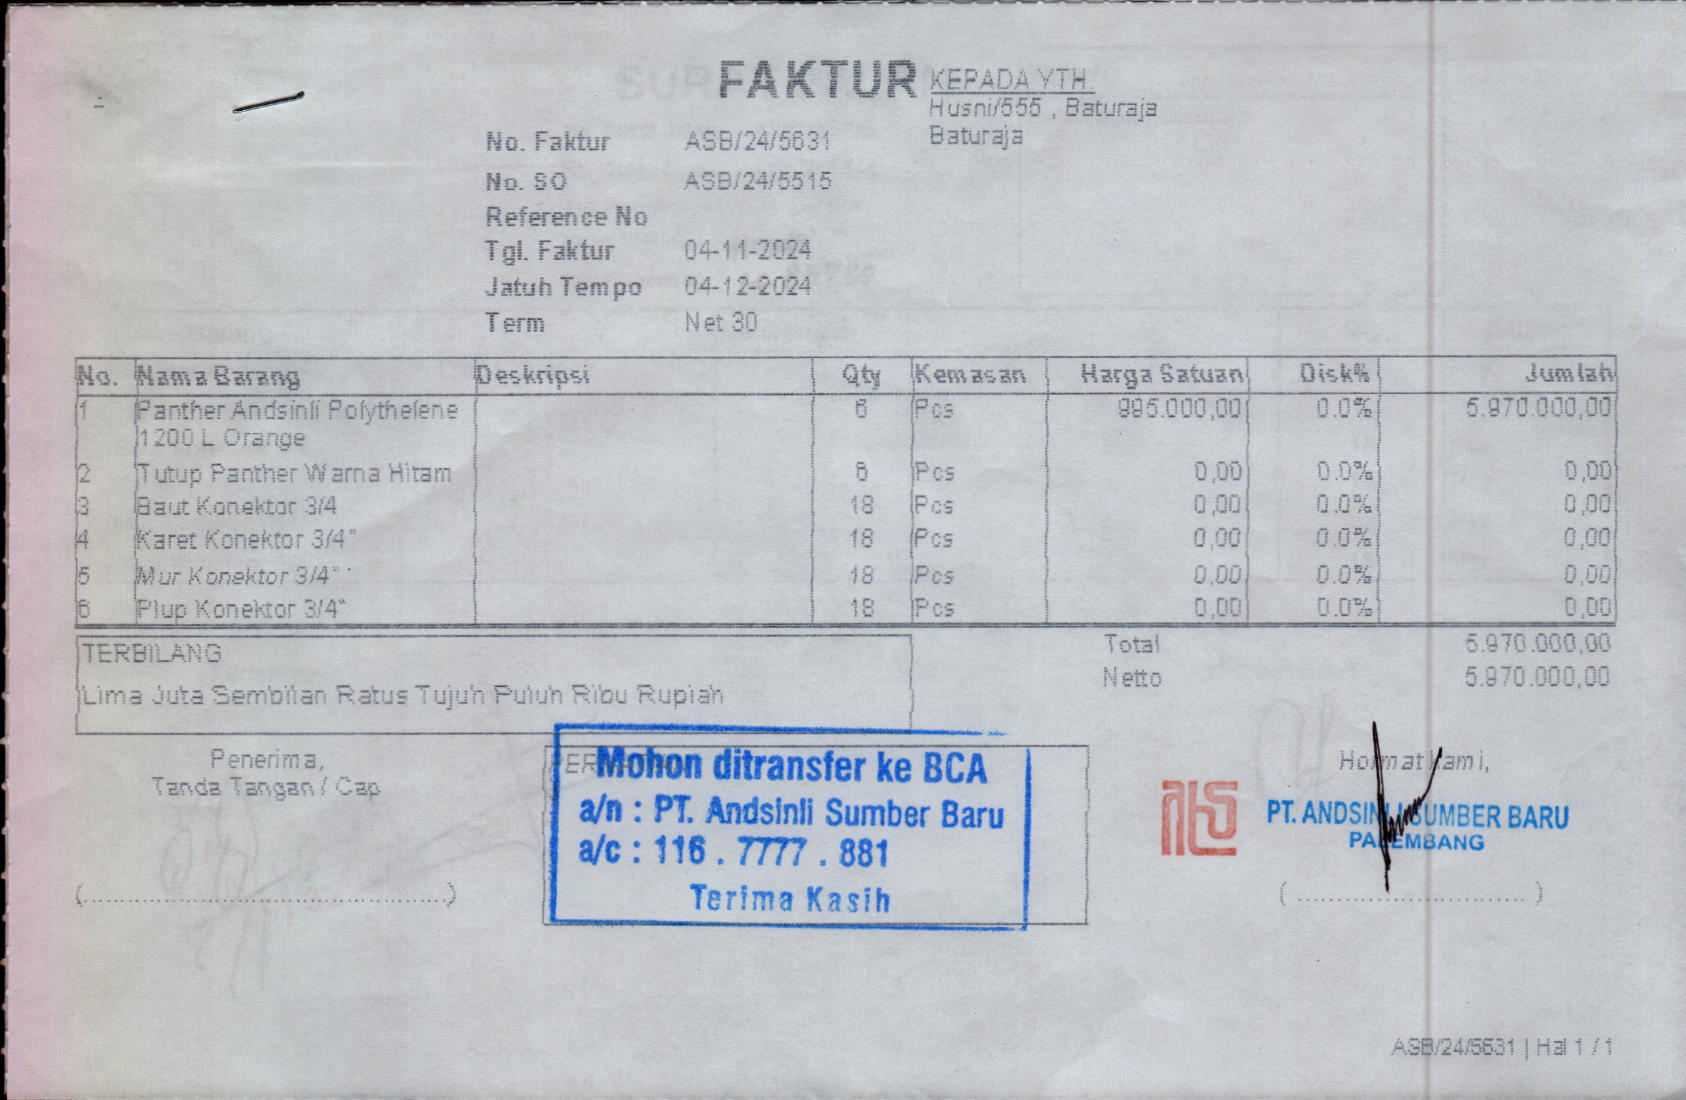 FAKTUR
KEPADA YTH.
Husni/555 , Baturaja
Baturaja
No. Faktur ASB/24/5631
No. SO ASB/24/5515
Reference No
Tgl. Faktur 04-11-2024
Jatuh Tempo 04-12-2024
Term Net 30
No. Nama Barang Deskripsi Qty Kemasan Harga Satuan Disk% Jumlah
1 Panther Andsinli Polythelene 6 Pcs 995.000,00 0.0% 5.970.000,00
1200 L Orange
2 Tutup Panther Warna Hitam 6 Pcs 0,00 0.0% 0,00
3 Baut Konektor 3/4 18 Pcs 0,00 0.0% 0,00
4 Karet Konektor 3/4" 18 Pcs 0,00 0.0% 0,00
5 Mur Konektor 3/4" 18 Pcs 0,00 0.0% 0,00
6 Plup Konektor 3/4" 18 Pcs 0,00 0.0% 0,00
TERBILANG
Lima Juta Sembilan Ratus Tujuh Puluh Ribu Rupiah
Total 5.970.000,00
Netto 5.970.000,00
Penerima,
Tanda Tangan / Cap
(..............................................)
Mohon ditransfer ke BCA
a/n : PT. Andsinli Sumber Baru
a/c : 116 . 7777 . 881
Terima Kasih
Hormat Kami,
PT. ANDSINLI SUMBER BARU
PALEMBANG
( ............................. )
ASB/24/5631 | Hal 1 / 1